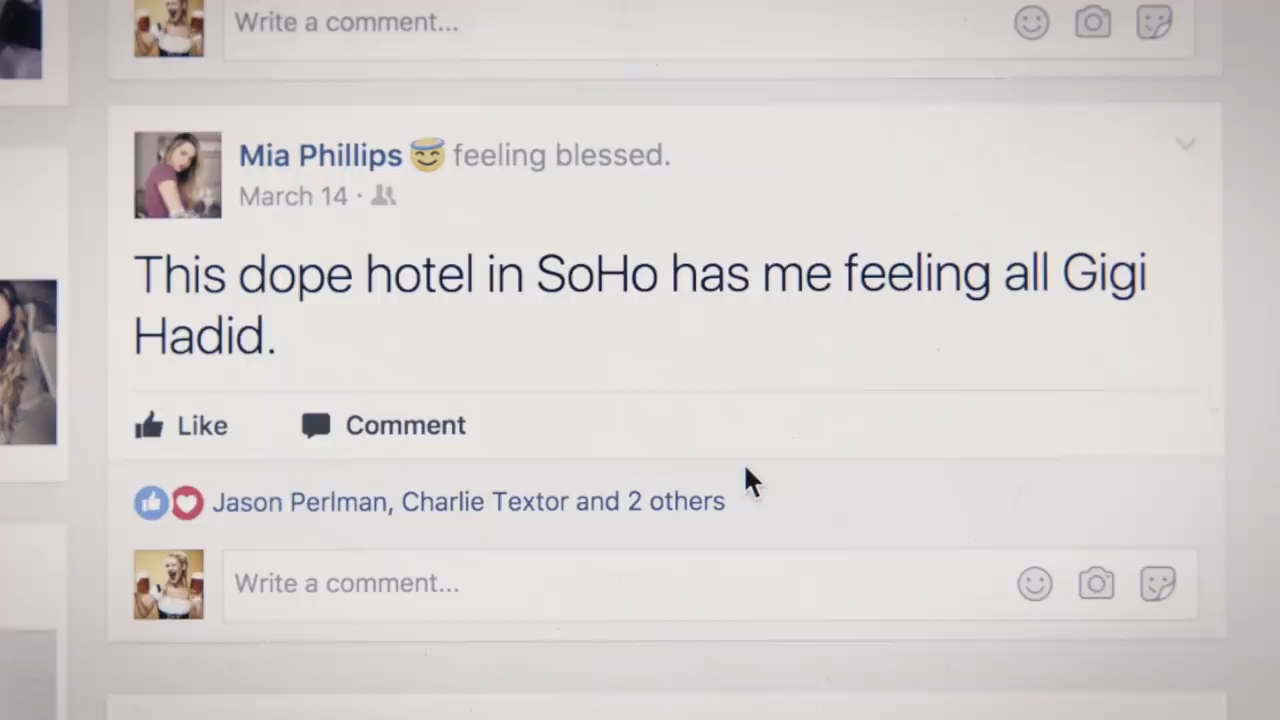 Write a comment...
Mia Phillips 😇 feeling blessed.
March 14 ·
This dope hotel in SoHo has me feeling all Gigi
Hadid.
Like
Comment
Jason Perlman, Charlie Textor and 2 others
Write a comment...